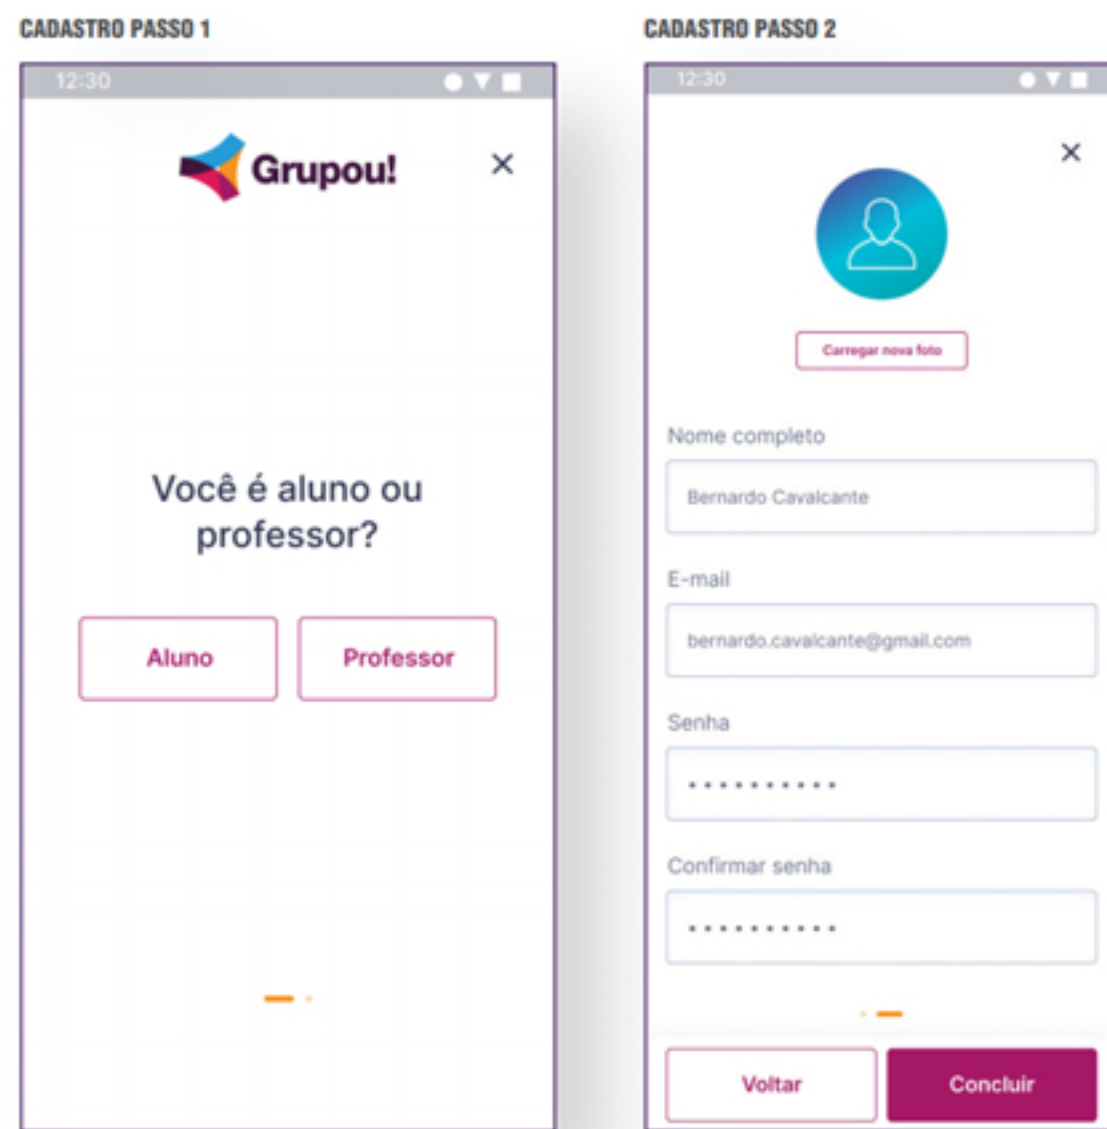 CADASTRO PASSO 1
12:30
Grupou!
Você é aluno ou
professor?
Aluno
Professor
CADASTRO PASSO 2
12:30
Carregar nova foto
Nome completo
Bernardo Cavalcante
E-mail
bernardo.cavalcante@gmail.com
Senha
Confirmar senha
Voltar
Concluir